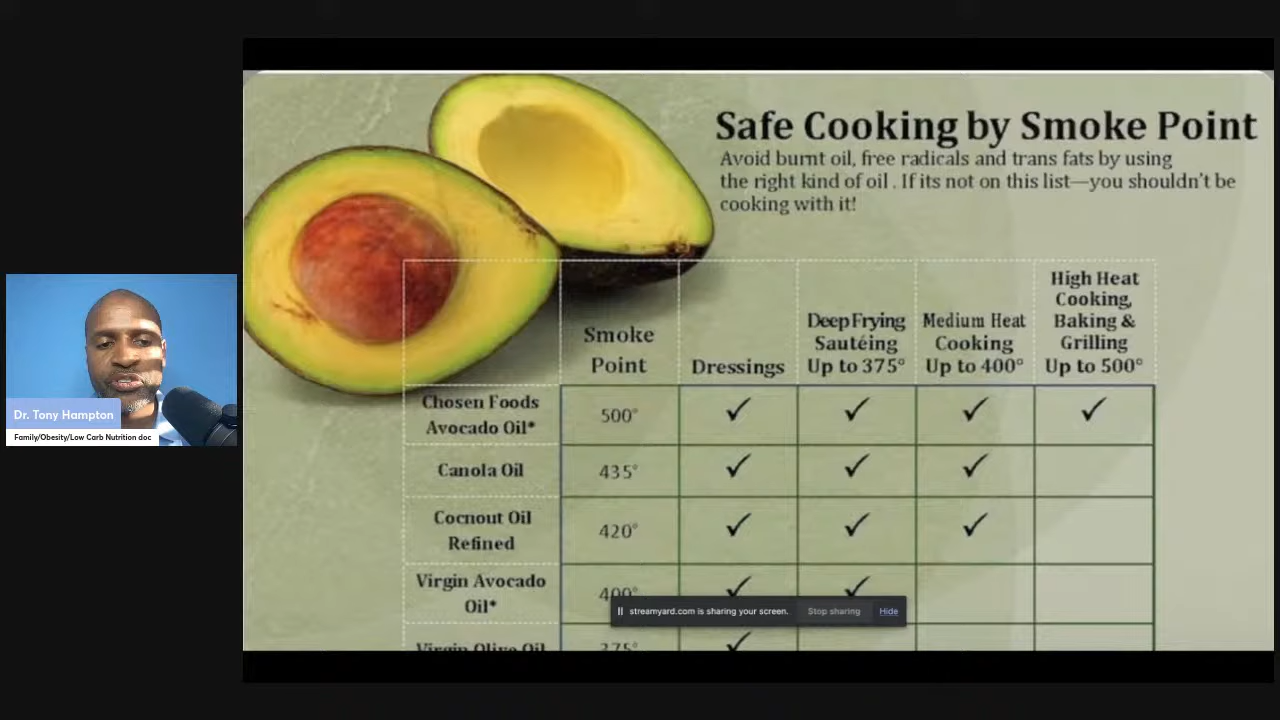 Safe Cooking by Smoke Point
Avoid burnt oil, free radicals and trans fats by using
the right kind of oil . If its not on this list—you shouldn't be
cooking with it!
Smoke
Point
Dressings
Deep Frying
Sautéing
Up to 375°
Medium Heat
Cooking
Up to 400°
High Heat
Cooking,
Baking &
Grilling
Up to 500°
Chosen Foods
Avocado Oil*
500°
✓ ✓ ✓ ✓
Canola Oil
435°
✓ ✓ ✓
Cocnout Oil
Refined
420°
✓ ✓ ✓
Virgin Avocado
Oil*
400°
✓ ✓
Virgin Olive Oil
375°
✓
streamyard.com is sharing your screen. Stop sharing Hide
Dr. Tony Hampton
Family/Obesity/Low Carb Nutrition doc